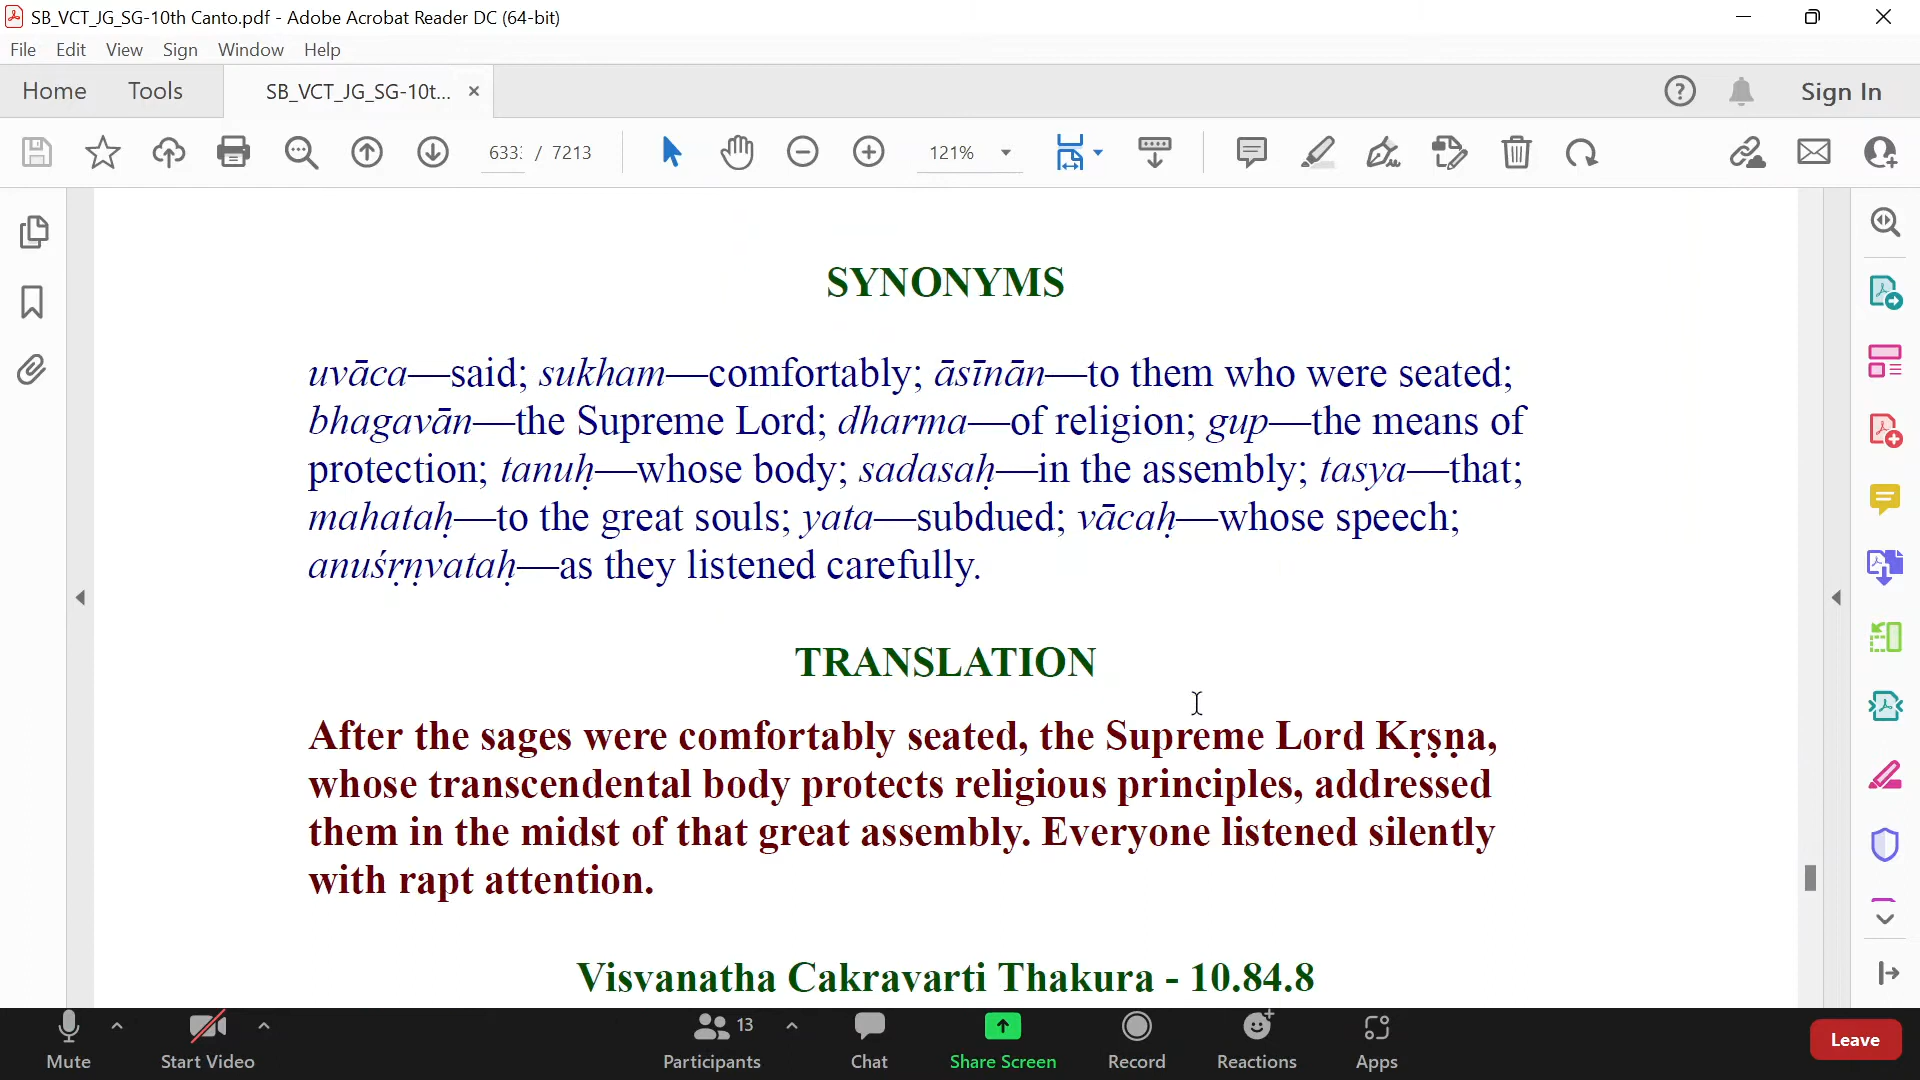 SB_VCT_JG_SG-10th Canto.pdf - Adobe Acrobat Reader DC (64-bit)
File Edit View Sign Window Help
Home Tools SB_VCT_JG_SG-10t... × Sign In
/ 7213 121%
SYNONYMS
uvāca—said; sukham—comfortably; āsīnān—to them who were seated;
bhagavān—the Supreme Lord; dharma—of religion; gup—the means of
protection; tanuḥ—whose body; sadasaḥ—in the assembly; tasya—that;
mahataḥ—to the great souls; yata—subdued; vācaḥ—whose speech;
anuśṛṇvataḥ—as they listened carefully.
TRANSLATION
After the sages were comfortably seated, the Supreme Lord Kṛṣṇa,
whose transcendental body protects religious principles, addressed
them in the midst of that great assembly. Everyone listened silently
with rapt attention.
Visvanatha Cakravarti Thakura - 10.84.8
13
Mute Start Video Participants Chat Share Screen Record Reactions Apps Leave